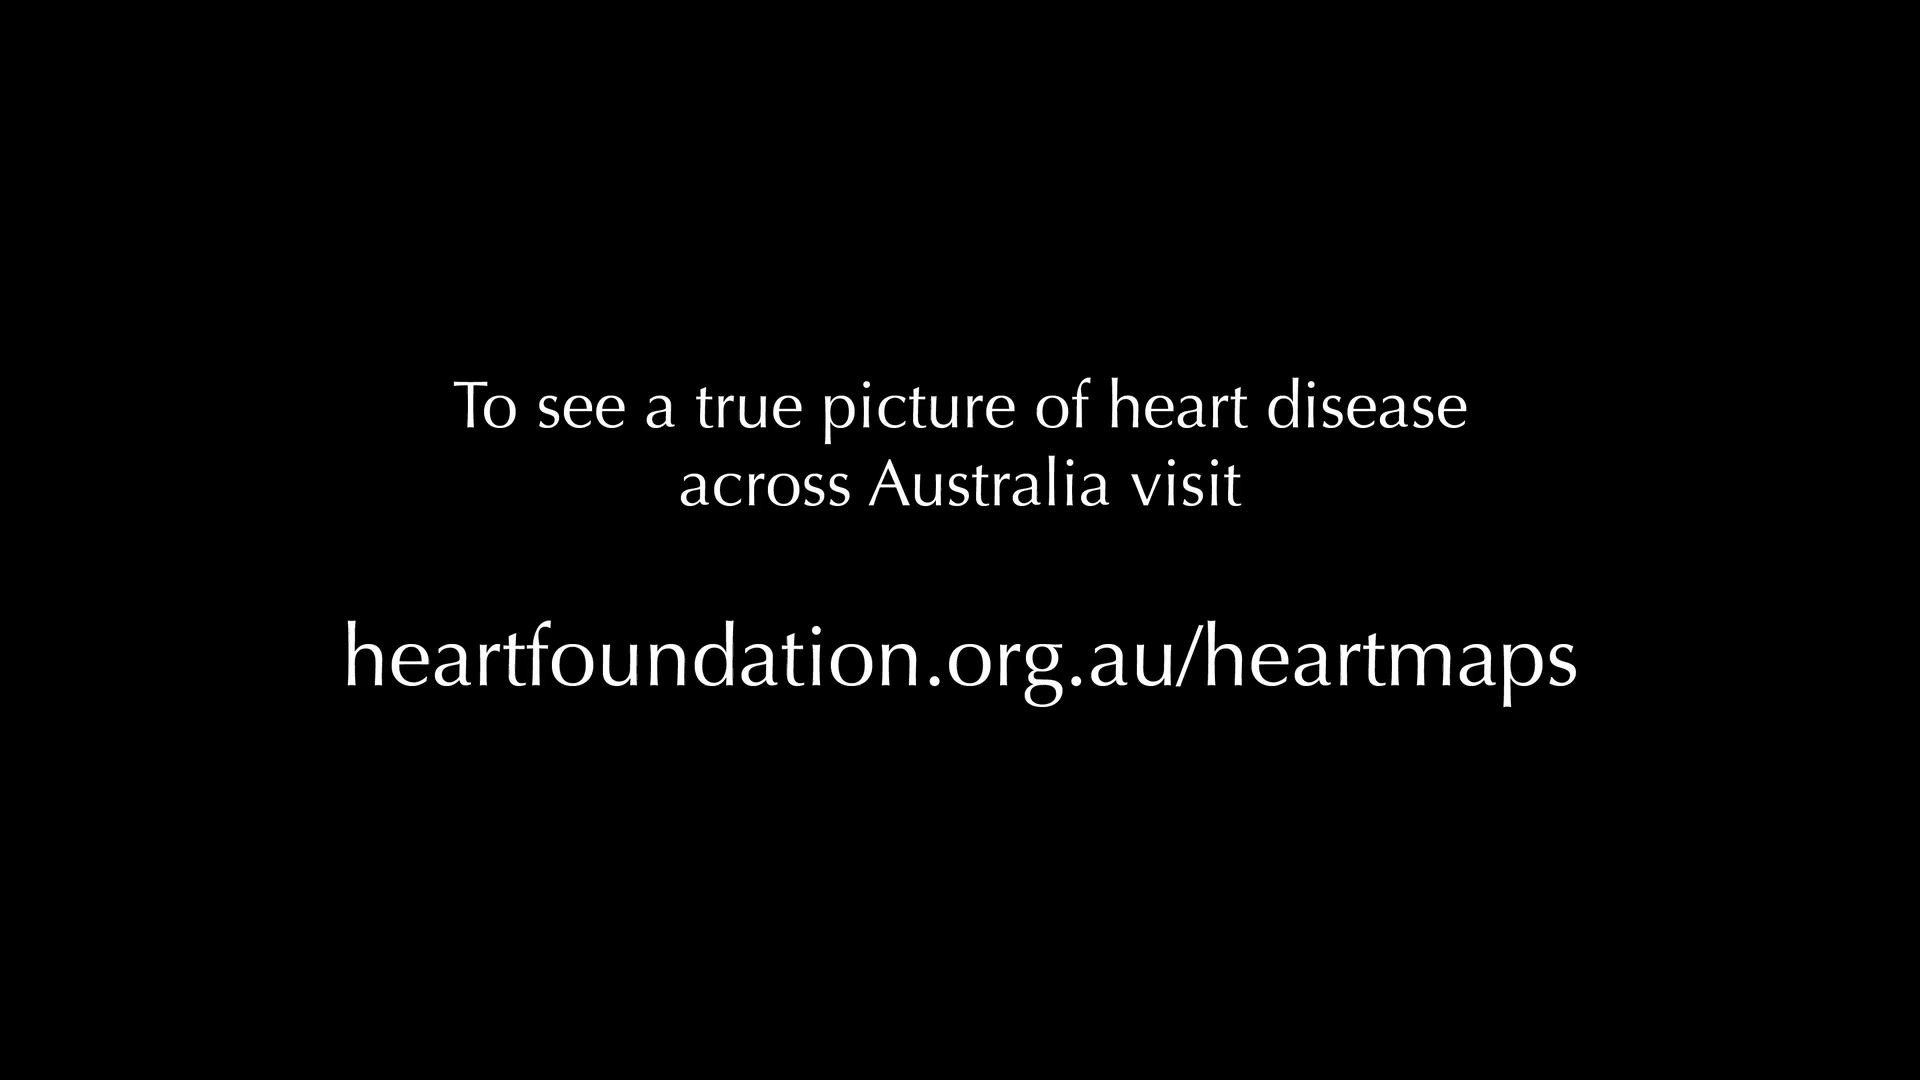 To see a true picture of heart disease
across Australia visit
heartfoundation.org.au/heartmaps